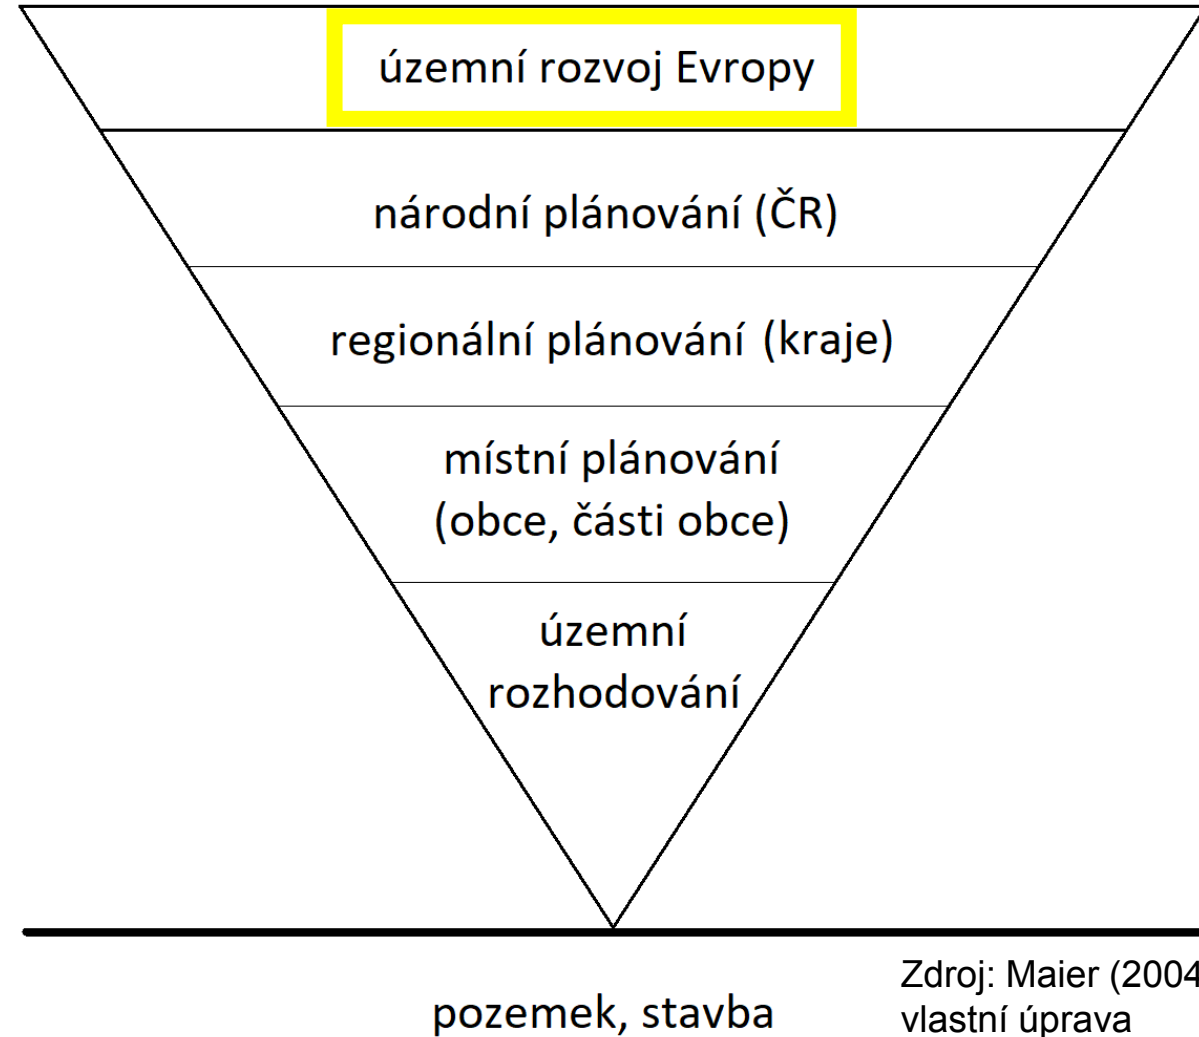 územní rozvoj Evropy
národní plánování (ČR)
regionální plánování (kraje)
místní plánování
(obce, části obce)
územní
rozhodování
Zdroj: Maier (2004
vlastní úprava
pozemek, stavba